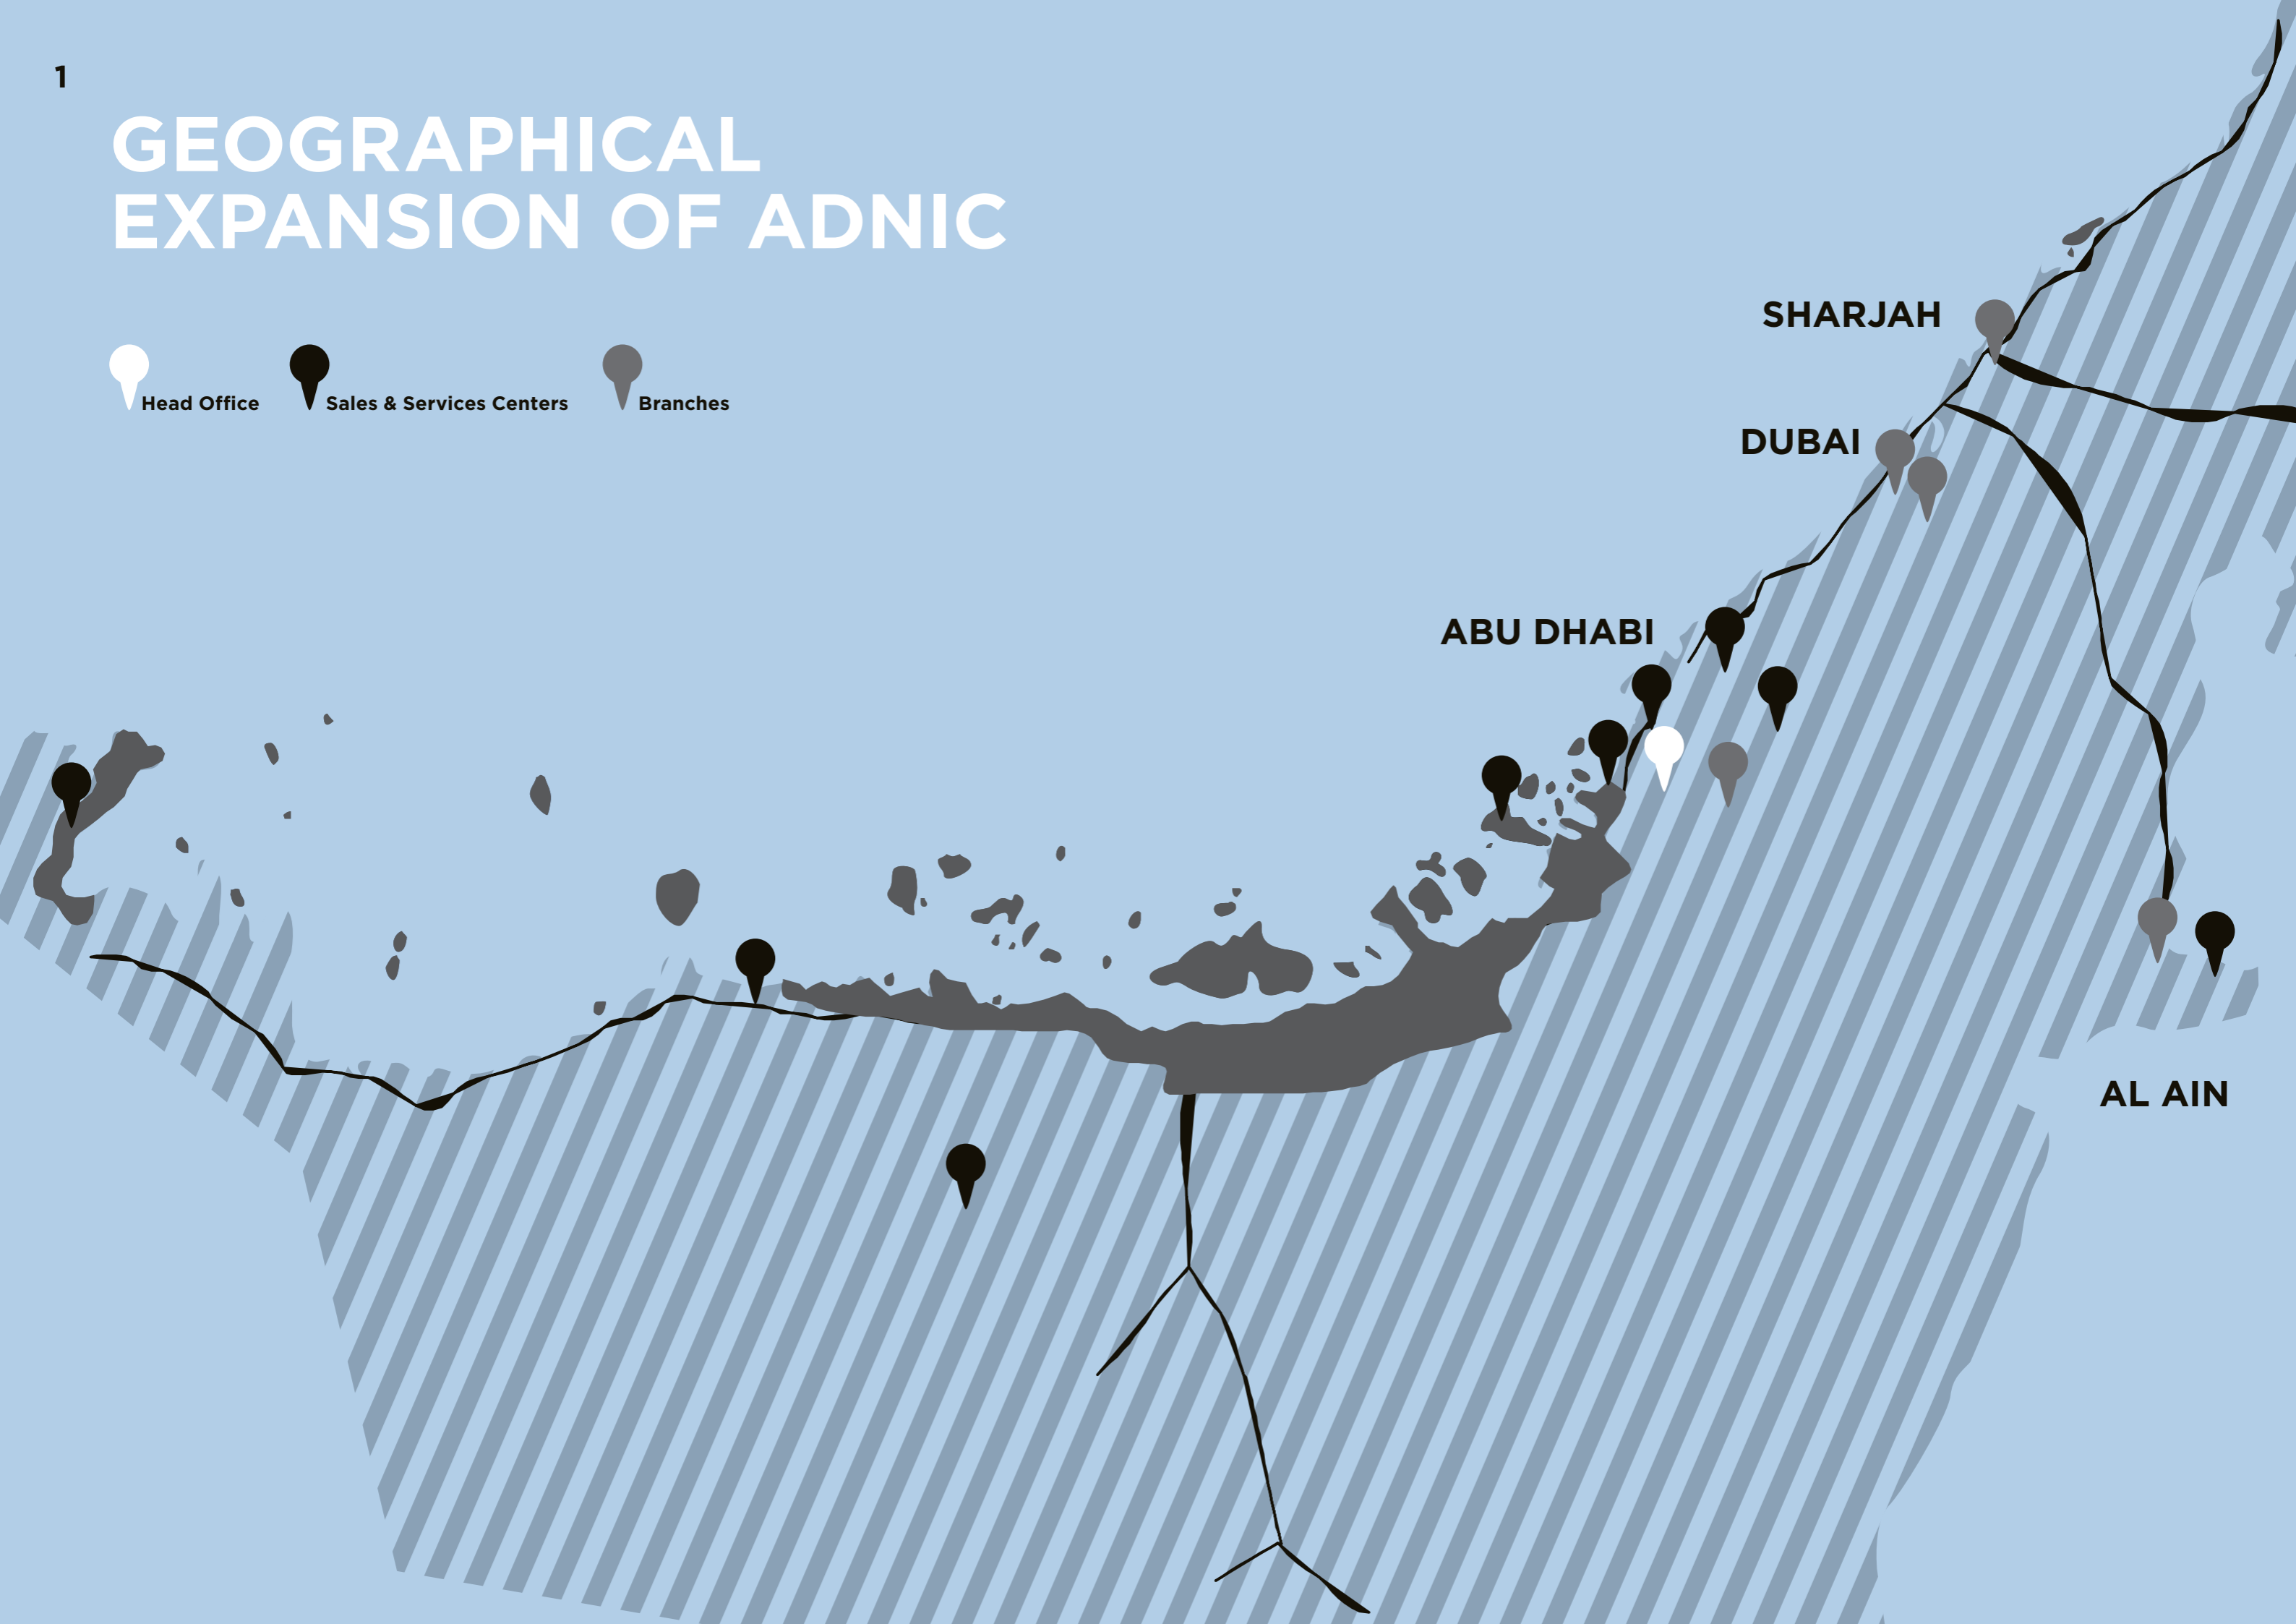 1
GEOGRAPHICAL
EXPANSION OF ADNIC
Head Office
Sales & Services Centers
Branches
SHARJAH
DUBAI
ABU DHABI
AL AIN